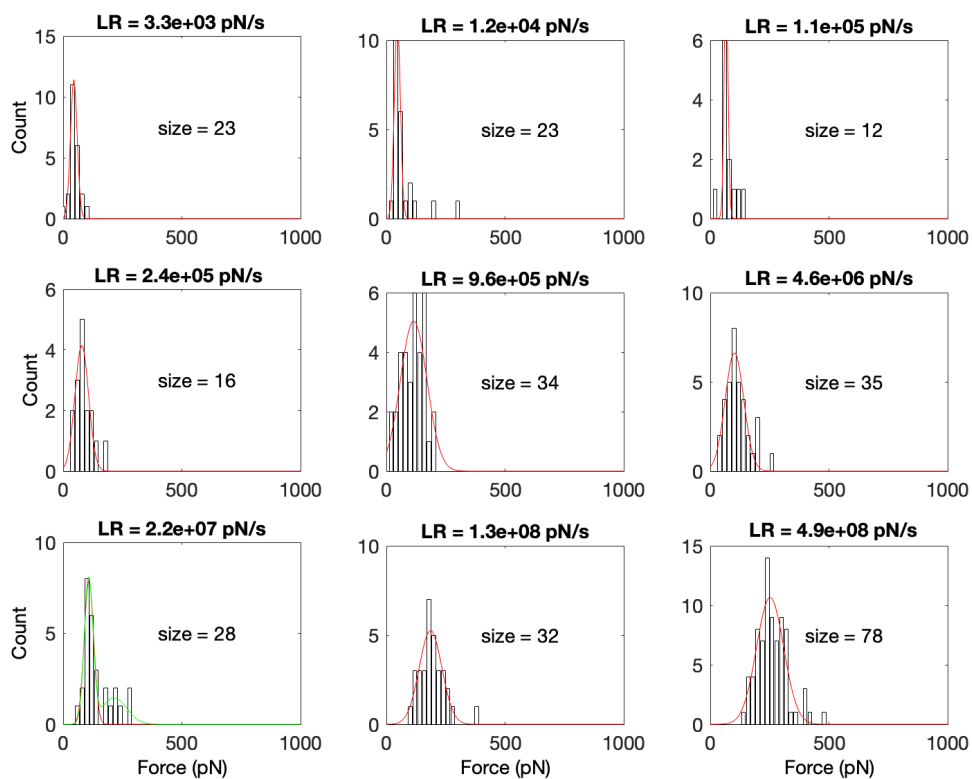 LR = 3.3e+03 pN/s
15
10
5
0
Count
size = 23
0
500
1000
LR = 1.2e+04 pN/s
10
5
0
size = 23
0
500
1000
LR = 1.1e+05 pN/s
6
4
2
0
size = 12
0
500
1000
LR = 2.4e+05 pN/s
6
4
2
0
Count
size = 16
0
500
1000
LR = 9.6e+05 pN/s
6
4
2
0
size = 34
0
500
1000
LR = 4.6e+06 pN/s
10
5
0
size = 35
0
500
1000
LR = 2.2e+07 pN/s
10
5
0
Count
size = 28
0
500
1000
Force (pN)
LR = 1.3e+08 pN/s
10
5
0
size = 32
0
500
1000
Force (pN)
LR = 4.9e+08 pN/s
15
10
5
0
size = 78
0
500
1000
Force (pN)